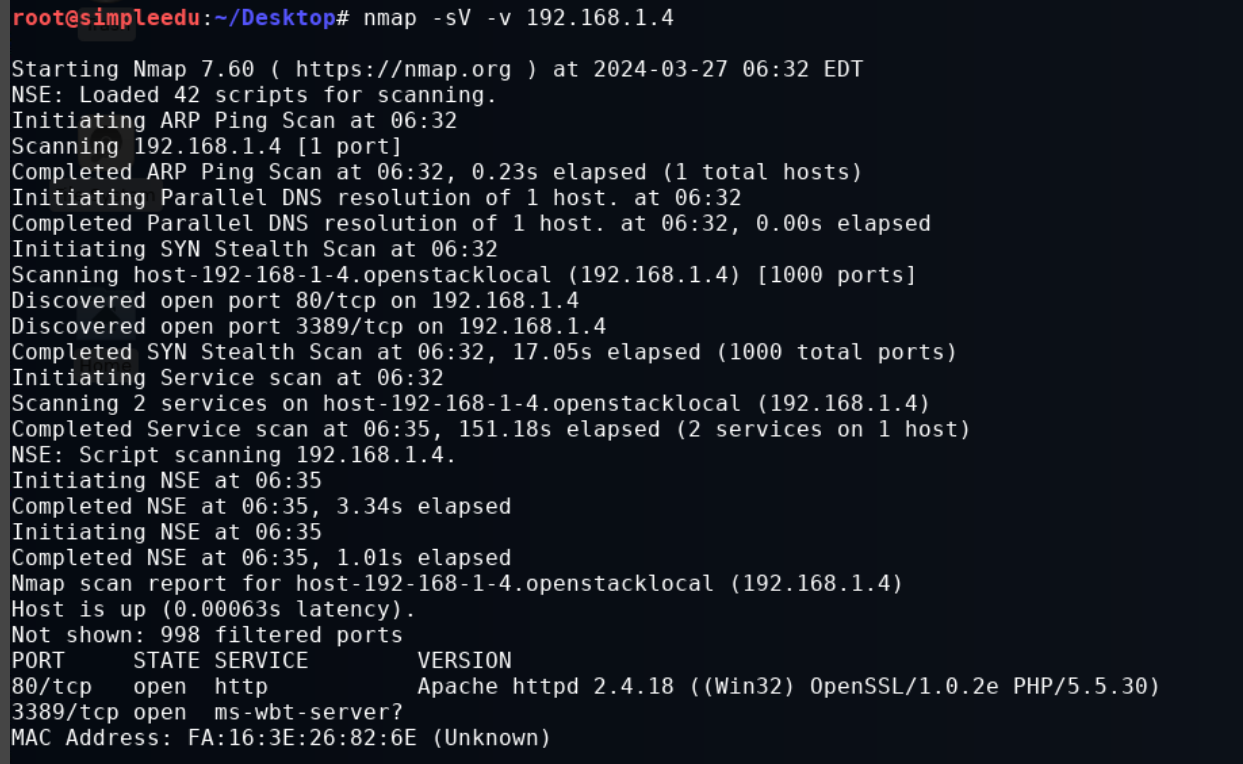 root@simpleedu:~/Desktop# nmap -sV -v 192.168.1.4

Starting Nmap 7.60 ( https://nmap.org ) at 2024-03-27 06:32 EDT
NSE: Loaded 42 scripts for scanning.
Initiating ARP Ping Scan at 06:32
Scanning 192.168.1.4 [1 port]
Completed ARP Ping Scan at 06:32, 0.23s elapsed (1 total hosts)
Initiating Parallel DNS resolution of 1 host. at 06:32
Completed Parallel DNS resolution of 1 host. at 06:32, 0.00s elapsed
Initiating SYN Stealth Scan at 06:32
Scanning host-192-168-1-4.openstacklocal (192.168.1.4) [1000 ports]
Discovered open port 80/tcp on 192.168.1.4
Discovered open port 3389/tcp on 192.168.1.4
Completed SYN Stealth Scan at 06:32, 17.05s elapsed (1000 total ports)
Initiating Service scan at 06:32
Scanning 2 services on host-192-168-1-4.openstacklocal (192.168.1.4)
Completed Service scan at 06:35, 151.18s elapsed (2 services on 1 host)
NSE: Script scanning 192.168.1.4.
Initiating NSE at 06:35
Completed NSE at 06:35, 3.34s elapsed
Initiating NSE at 06:35
Completed NSE at 06:35, 1.01s elapsed
Nmap scan report for host-192-168-1-4.openstacklocal (192.168.1.4)
Host is up (0.00063s latency).
Not shown: 998 filtered ports
PORT     STATE SERVICE        VERSION
80/tcp   open  http           Apache httpd 2.4.18 ((Win32) OpenSSL/1.0.2e PHP/5.5.30)
3389/tcp open  ms-wbt-server?
MAC Address: FA:16:3E:26:82:6E (Unknown)